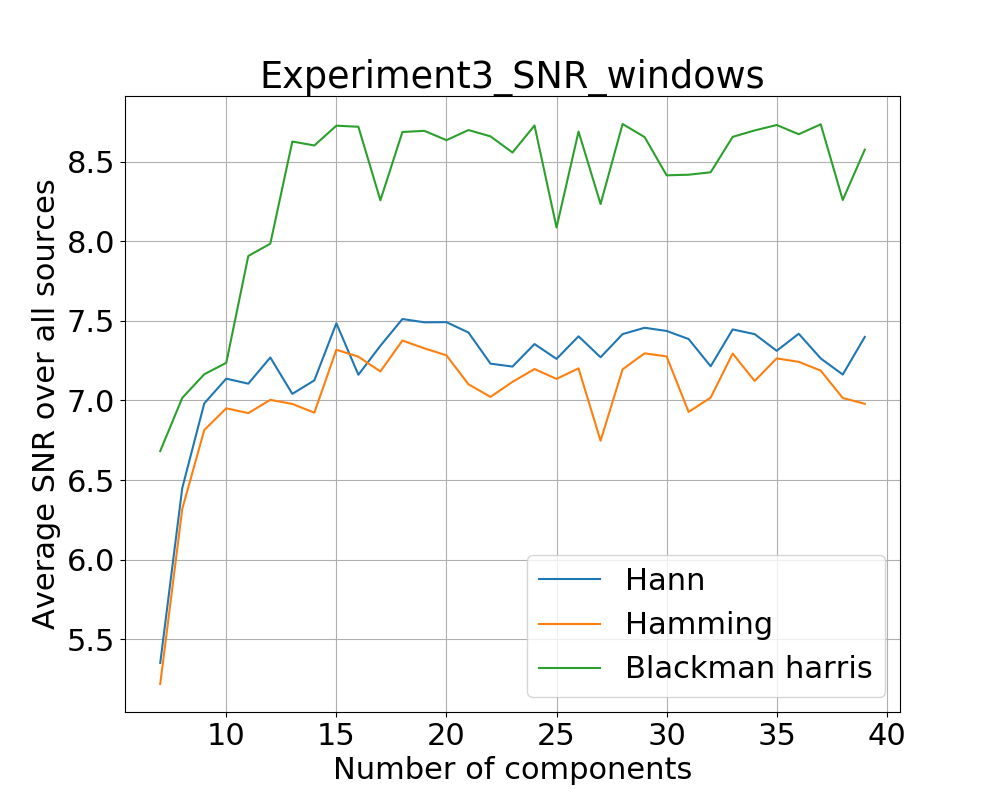 Experiment3_SNR_windows
Average SNR over all sources
8.5
8.0
7.5
7.0
6.5
6.0
5.5
Hann
Hamming
Blackman harris
10 15 20 25 30 35 40
Number of components